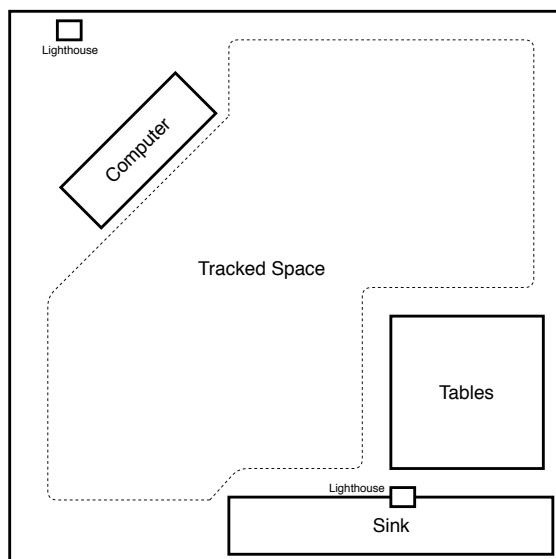 Lighthouse
Computer
Tracked Space
Tables
Lighthouse
Sink